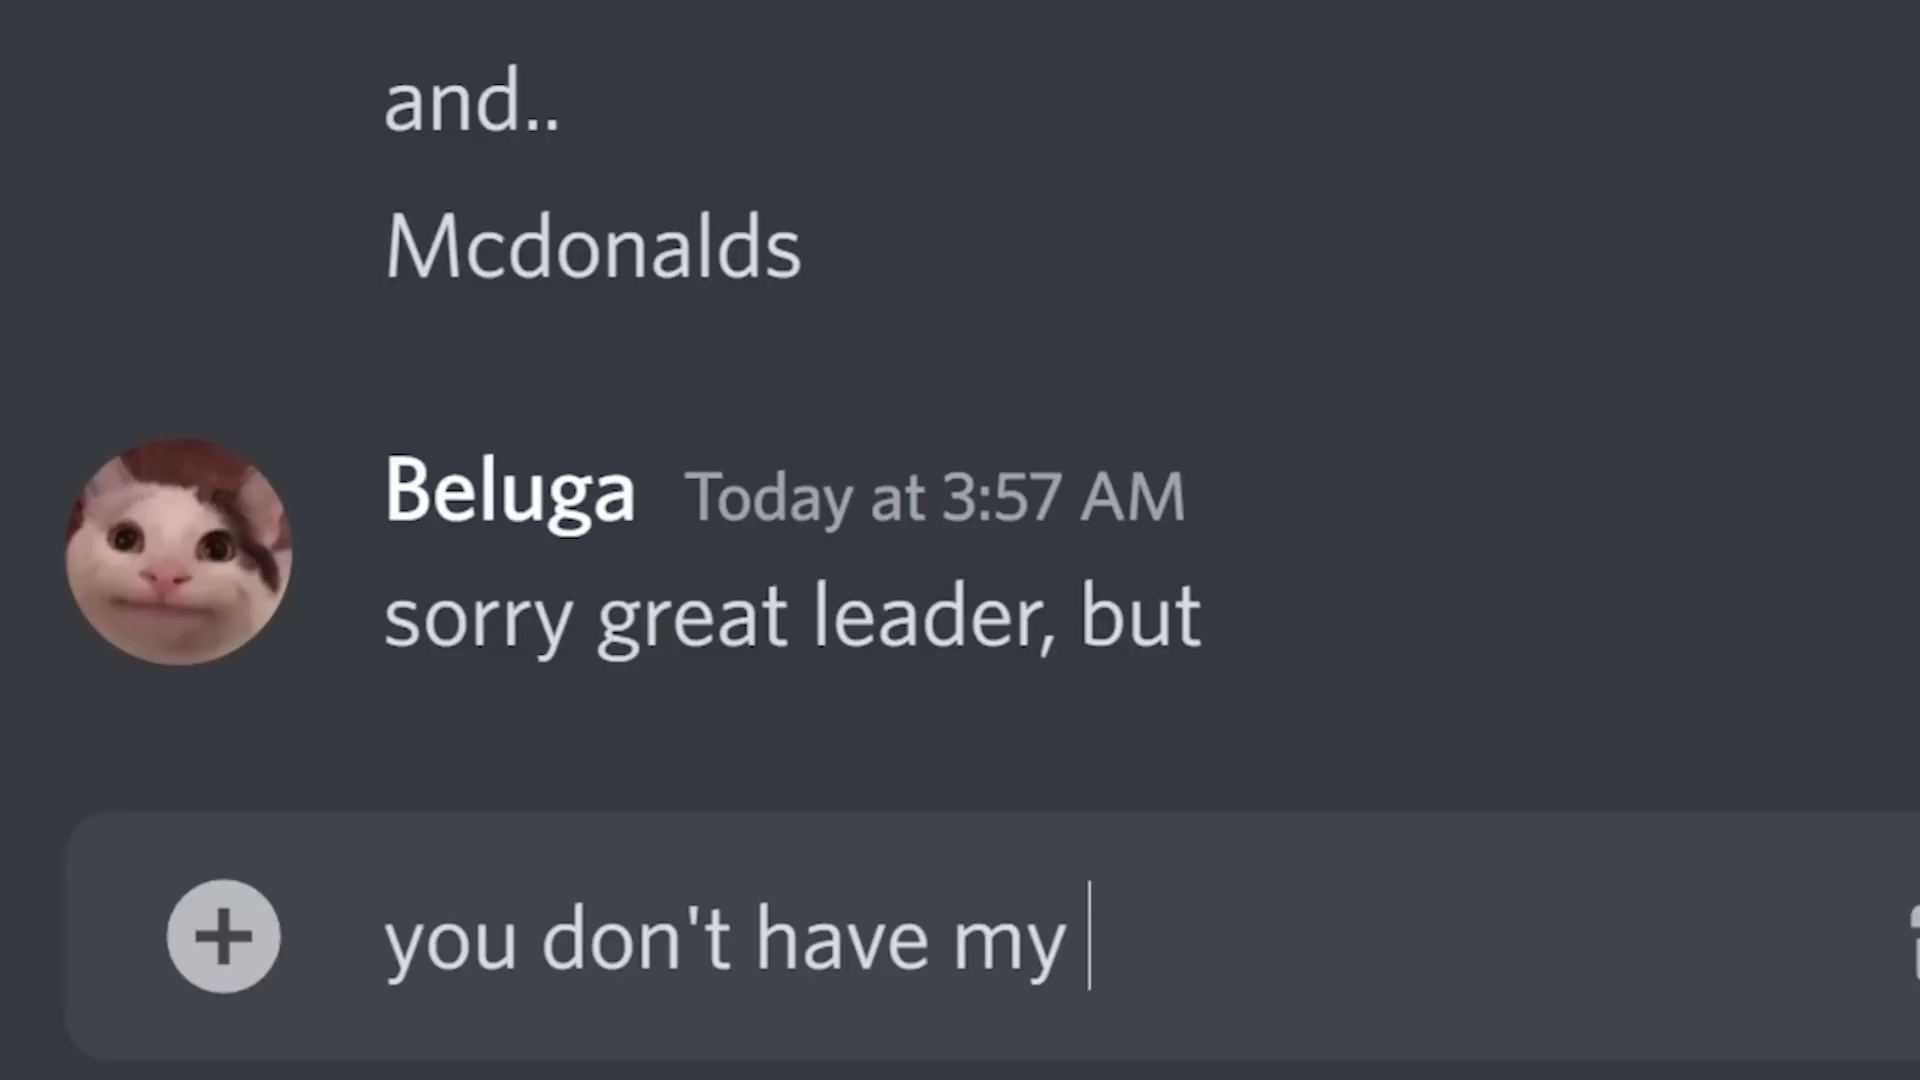 and..
Mcdonalds
Beluga Today at 3:57 AM
sorry great leader, but
you don't have my